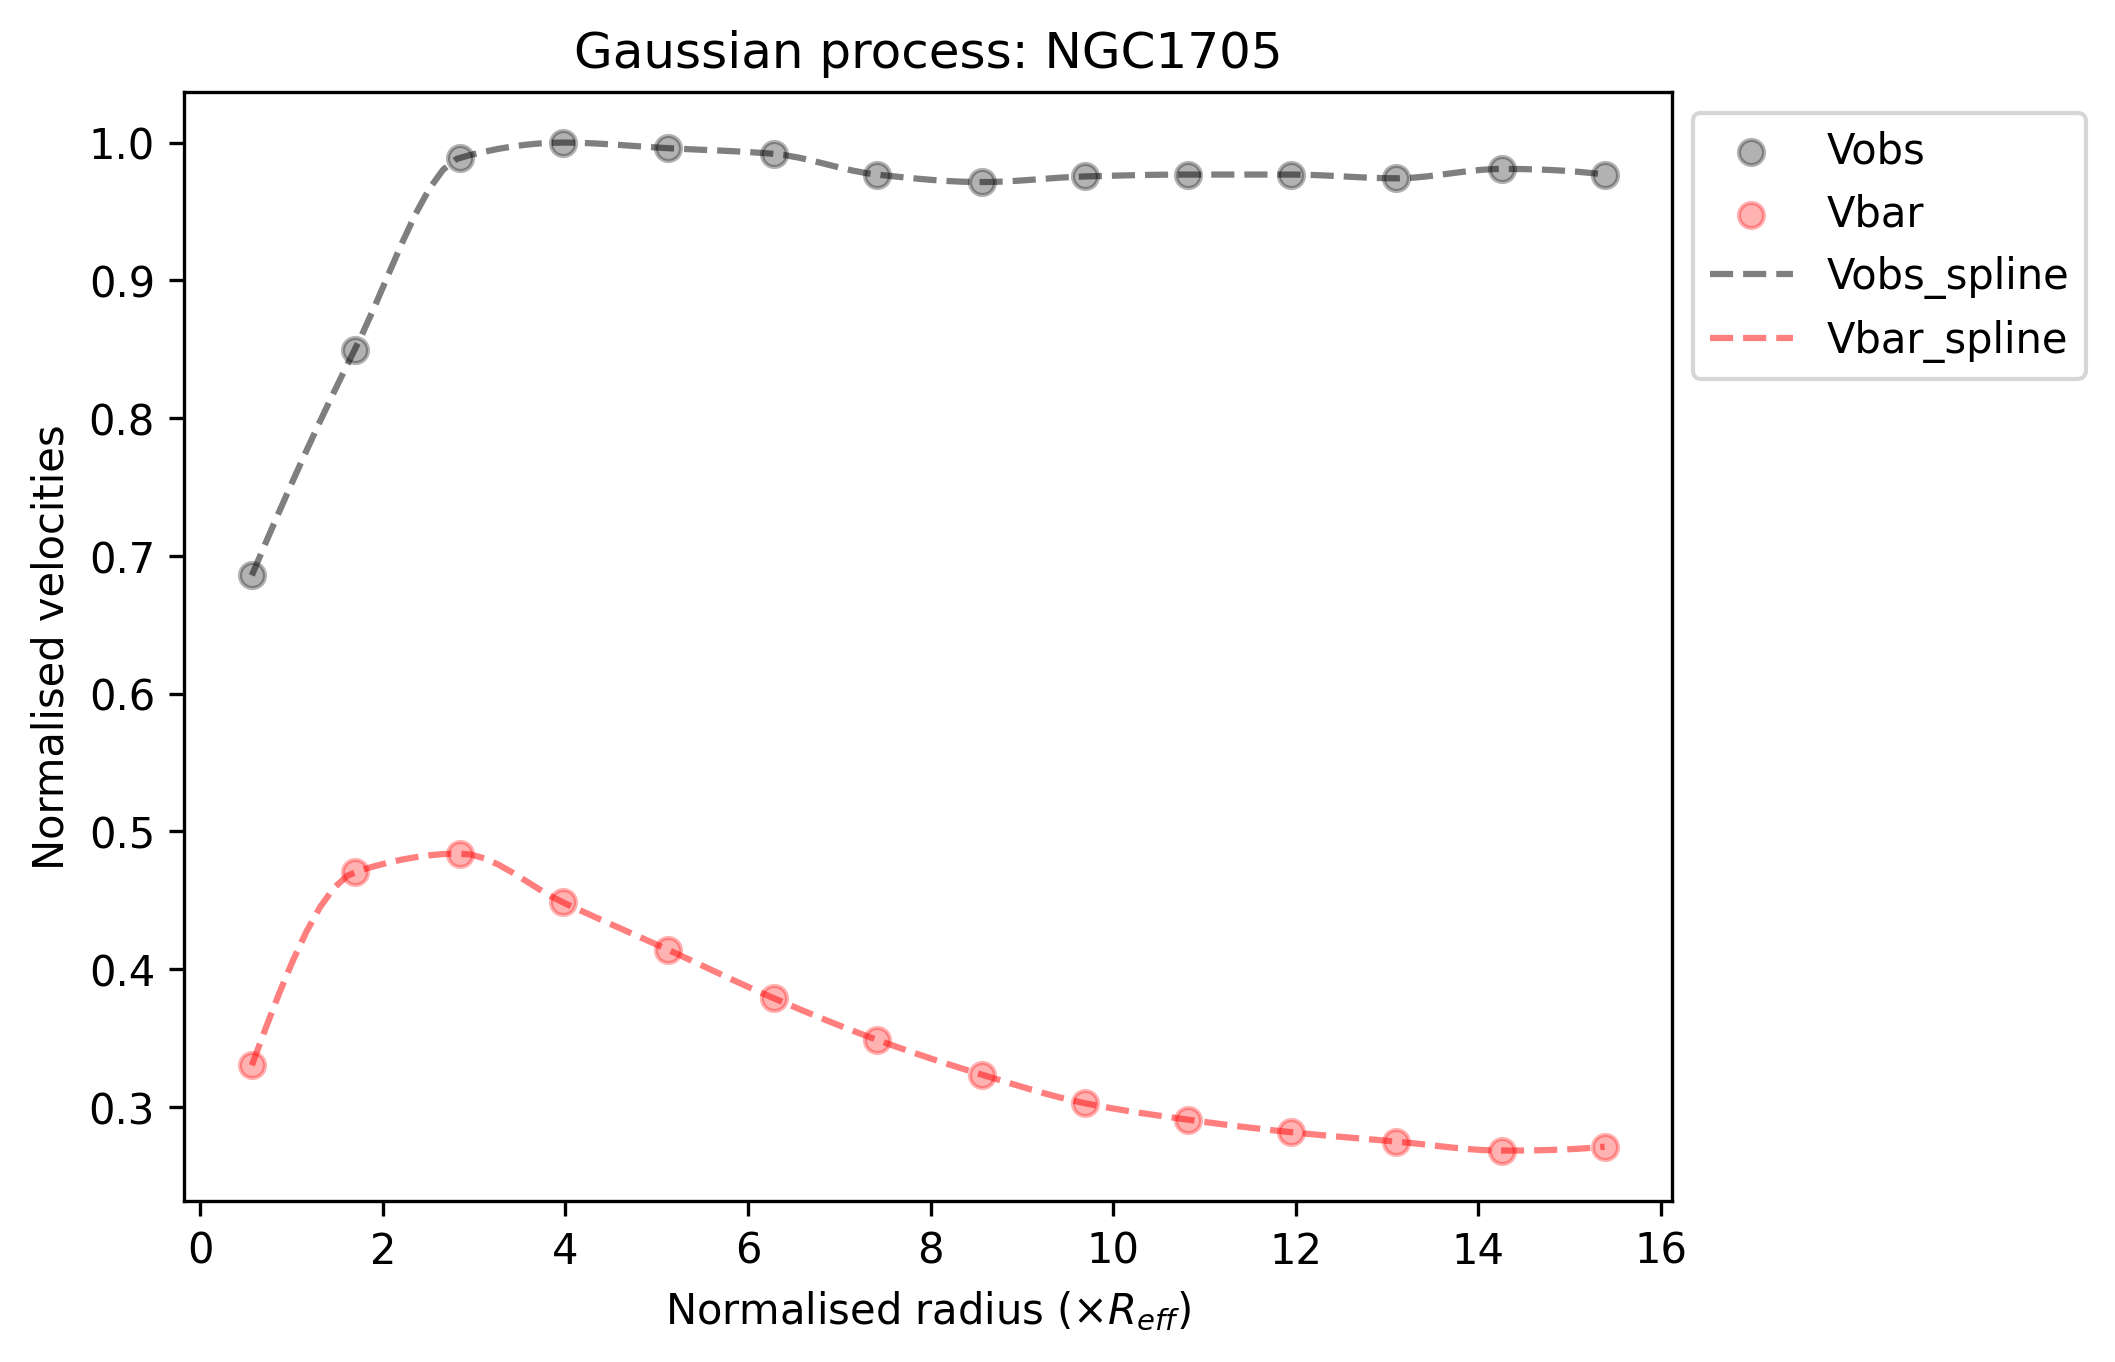 Gaussian process: NGC1705
Normalised velocities
1.0
0.9
0.8
0.7
0.6
0.5
0.4
0.3
0 2 4 6 8 10 12 14 16
Normalised radius (×R_eff)
Vobs
Vbar
Vobs_spline
Vbar_spline